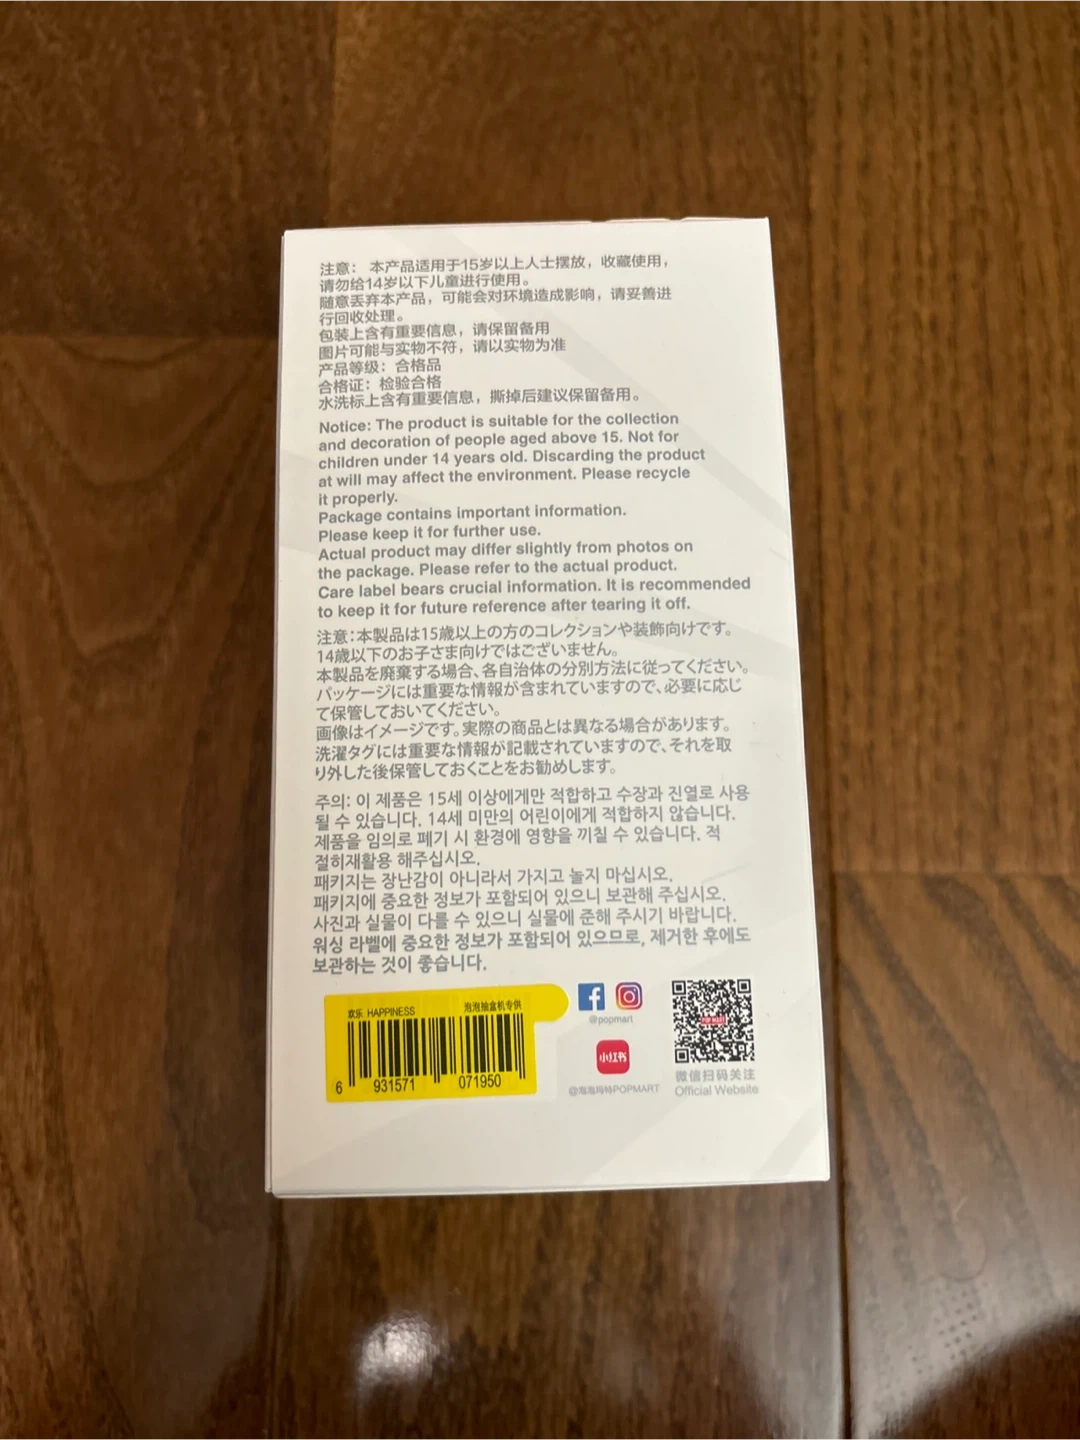 注意： 本产品适用于15岁以上人士摆放，收藏使用，
请勿给14岁以下儿童进行使用。
随意丢弃本产品，可能会对环境造成影响，请妥善进
行回收处理。
包装上含有重要信息，请保留备用
图片可能与实物不符，请以实物为准
产品等级：合格品
合格证：检验合格
水洗标上含有重要信息，撕掉后建议保留备用。
Notice: The product is suitable for the collection
and decoration of people aged above 15. Not for
children under 14 years old. Discarding the product
at will may affect the environment. Please recycle
it properly.
Package contains important information.
Please keep it for further use.
Actual product may differ slightly from photos on
the package. Please refer to the actual product.
Care label bears crucial information. It is recommended
to keep it for future reference after tearing it off.
注意：本製品は15歳以上の方のコレクションや装飾向けです。
14歳以下のお子さま向けではございません。
本製品を廃棄する場合、各自治体の分別方法に従ってください。
パッケージには重要な情報が含まれていますので、必要に応じ
て保管しておいてください。
画像はイメージです。実際の商品とは異なる場合があります。
洗濯タグには重要な情報が記載されていますので、それを取
り外した後保管しておくことをお勧めします。
주의: 이 제품은 15세 이상에게만 적합하고 수장과 진열로 사용
될 수 있습니다. 14세 미만의 어린이에게 적합하지 않습니다.
제품을 임의로 폐기 시 환경에 영향을 끼칠 수 있습니다. 적
절히재활용 해주십시오.
패키지는 장난감이 아니라서 가지고 놀지 마십시오.
패키지에 중요한 정보가 포함되어 있으니 보관해 주십시오.
사진과 실물이 다를 수 있으니 실물에 준해 주시기 바랍니다.
워싱 라벨에 중요한 정보가 포함되어 있으므로, 제거한 후에도
보관하는 것이 좋습니다.
欢乐 HAPPINESS 泡泡抽盒机专供
6 931571 071950
@popmart
小红书
@泡泡玛特POPMART
POP MART
微信扫码关注
Official Website